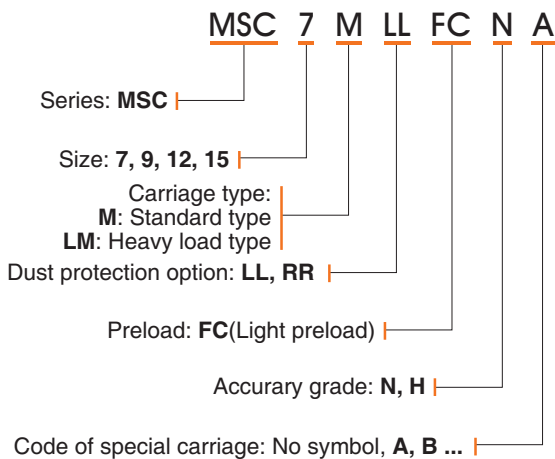 MSC 7 M LL FC N A
Series: MSC
Size: 7, 9, 12, 15
Carriage type:
M: Standard type
LM: Heavy load type
Dust protection option: LL, RR
Preload: FC(Light preload)
Accurary grade: N, H
Code of special carriage: No symbol, A, B ...